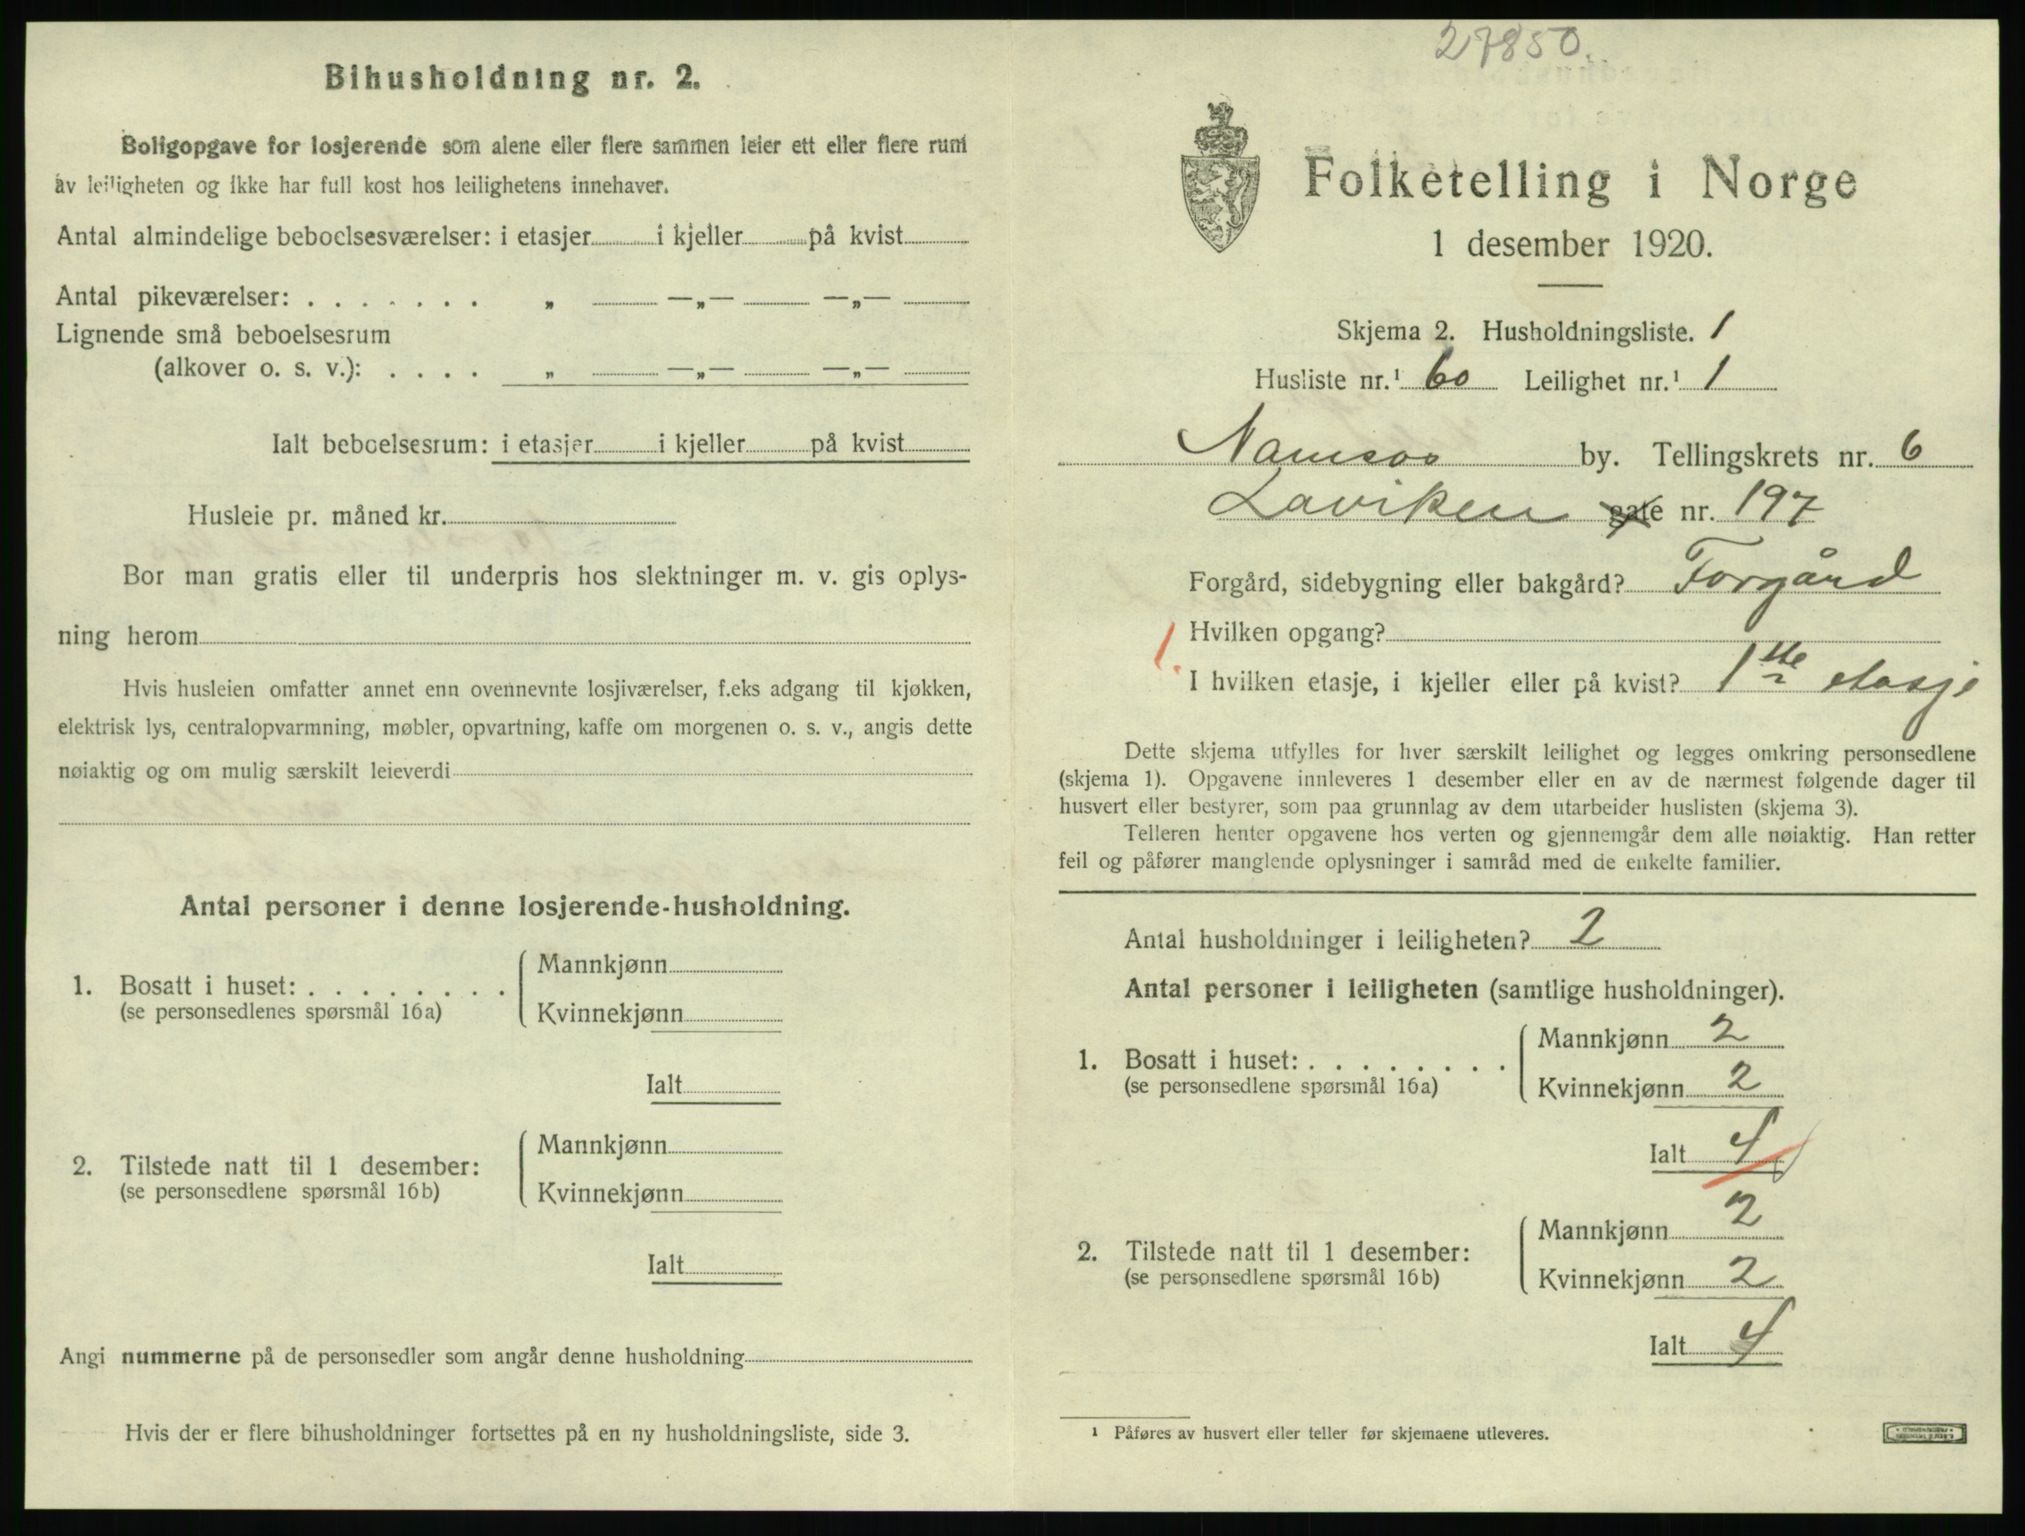 Bihusholdning nr. 2.
Boligopgave for losjerende som alene eller flere sammen leier ett eller flere rum
av leiligheten og ikke har full kost hos leilighetens innehaver.
Antal almindelige beboelsesværelser: i etasjer i kjeller på kvist
Antal pikeværelser: . . . . . . . „ —„— —„—
Lignende små beboelsesrum
(alkover o. s. v.): . . . . „ —„— —„—
Ialt beboelsesrum: i etasjer i kjeller på kvist
Husleie pr. måned kr.
Bor man gratis eller til underpris hos slektninger m. v. gis oplys-
ning herom
Hvis husleien omfatter annet enn ovennevnte losjiværelser, f.eks adgang til kjøkken,
elektrisk lys, centralopvarmning, møbler, opvartning, kaffe om morgenen o. s. v., angis dette
nøiaktig og om mulig særskilt leieverdi
Antal personer i denne losjerende-husholdning.
1. Bosatt i huset: . . . . . . . .
(se personsedlenes spørsmål 16a)
Mannkjønn
Kvinnekjønn
Ialt
2. Tilstede natt til 1 desember:
(se personsedlene spørsmål 16b)
Mannkjønn
Kvinnekjønn
Ialt
Angi nummerne på de personsedler som angår denne husholdning
Hvis der er flere bihusholdninger fortsettes på en ny husholdningsliste, side 3.
27850.
Folketelling i Norge
1 desember 1920.
Skjema 2. Husholdningsliste. 1
Husliste nr.¹ 60 Leilighet nr.¹ 1
Namsos by. Tellingskrets nr. 6
Laviken gate nr. 197
Forgård, sidebygning eller bakgård? Forgård
Hvilken opgang?
1.
I hvilken etasje, i kjeller eller på kvist? 1ste etasje
Dette skjema utfylles for hver særskilt leilighet og legges omkring personsedlene
(skjema 1). Opgavene innleveres 1 desember eller en av de nærmest følgende dager til
husvert eller bestyrer, som paa grunnlag av dem utarbeider huslisten (skjema 3).
Telleren henter opgavene hos verten og gjennemgår dem alle nøiaktig. Han retter
feil og påfører manglende oplysninger i samråd med de enkelte familier.
Antal husholdninger i leiligheten? 2
Antal personer i leiligheten (samtlige husholdninger).
1. Bosatt i huset: . . . . . . . .
(se personsedlene spørsmål 16a)
Mannkjønn 2
Kvinnekjønn 2
Ialt 4
2. Tilstede natt til 1 desember:
(se personsedlene spørsmål 16b)
Mannkjønn 2
Kvinnekjønn 2
Ialt 4
¹ Påføres av husvert eller teller før skjemaene utleveres.